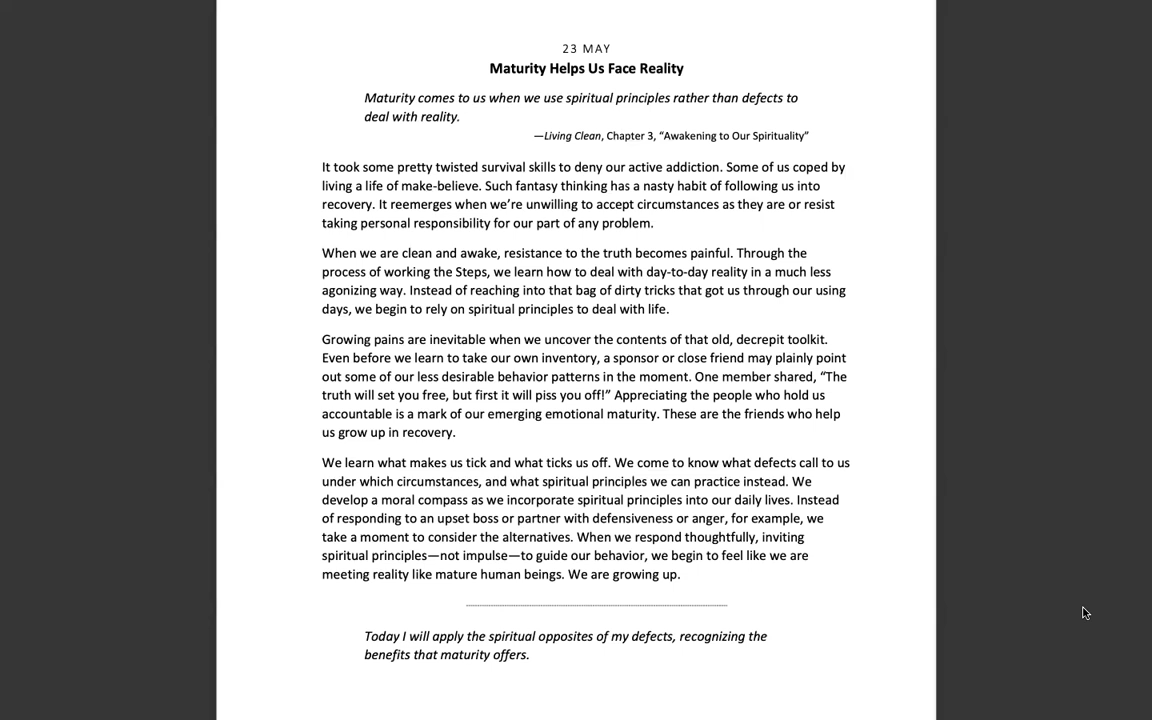 23 MAY
Maturity Helps Us Face Reality
Maturity comes to us when we use spiritual principles rather than defects to
deal with reality.
—Living Clean, Chapter 3, “Awakening to Our Spirituality”
It took some pretty twisted survival skills to deny our active addiction. Some of us coped by
living a life of make-believe. Such fantasy thinking has a nasty habit of following us into
recovery. It reemerges when we’re unwilling to accept circumstances as they are or resist
taking personal responsibility for our part of any problem.
When we are clean and awake, resistance to the truth becomes painful. Through the
process of working the Steps, we learn how to deal with day-to-day reality in a much less
agonizing way. Instead of reaching into that bag of dirty tricks that got us through our using
days, we begin to rely on spiritual principles to deal with life.
Growing pains are inevitable when we uncover the contents of that old, decrepit toolkit.
Even before we learn to take our own inventory, a sponsor or close friend may plainly point
out some of our less desirable behavior patterns in the moment. One member shared, “The
truth will set you free, but first it will piss you off!” Appreciating the people who hold us
accountable is a mark of our emerging emotional maturity. These are the friends who help
us grow up in recovery.
We learn what makes us tick and what ticks us off. We come to know what defects call to us
under which circumstances, and what spiritual principles we can practice instead. We
develop a moral compass as we incorporate spiritual principles into our daily lives. Instead
of responding to an upset boss or partner with defensiveness or anger, for example, we
take a moment to consider the alternatives. When we respond thoughtfully, inviting
spiritual principles—not impulse—to guide our behavior, we begin to feel like we are
meeting reality like mature human beings. We are growing up.
Today I will apply the spiritual opposites of my defects, recognizing the
benefits that maturity offers.